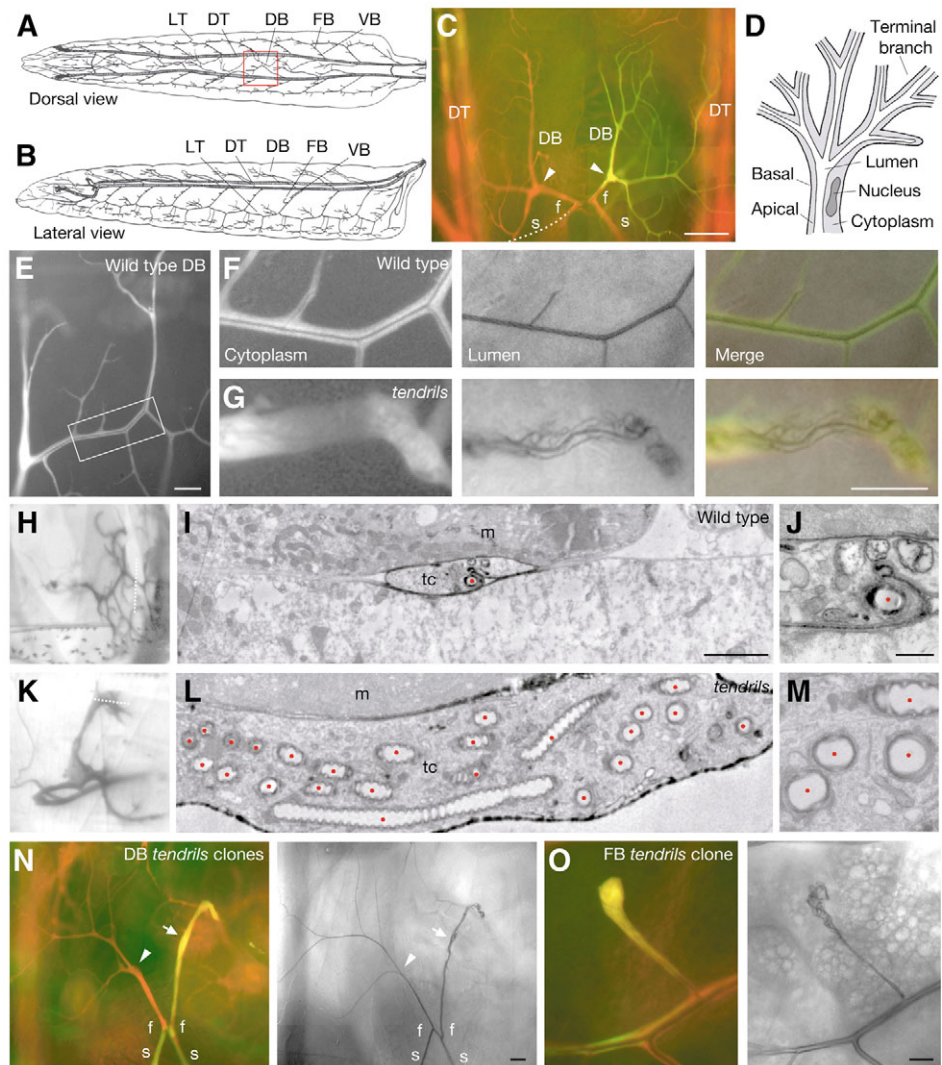 A
LT DT DB FB VB
Dorsal view
B
LT DT DB FB VB
Lateral view
C
DT
DB
DB
DT
f
f
s
s
D
Terminal
branch
Lumen
Basal
Nucleus
Apical
Cytoplasm
E
Wild type DB
F
Wild type
Cytoplasm
Lumen
Merge
G
tendrils
H
I
Wild type
m
tc
J
K
L
tendrils
m
tc
M
N
DB tendrils clones
f
f
s
s
f
f
s
s
O
FB tendrils clone